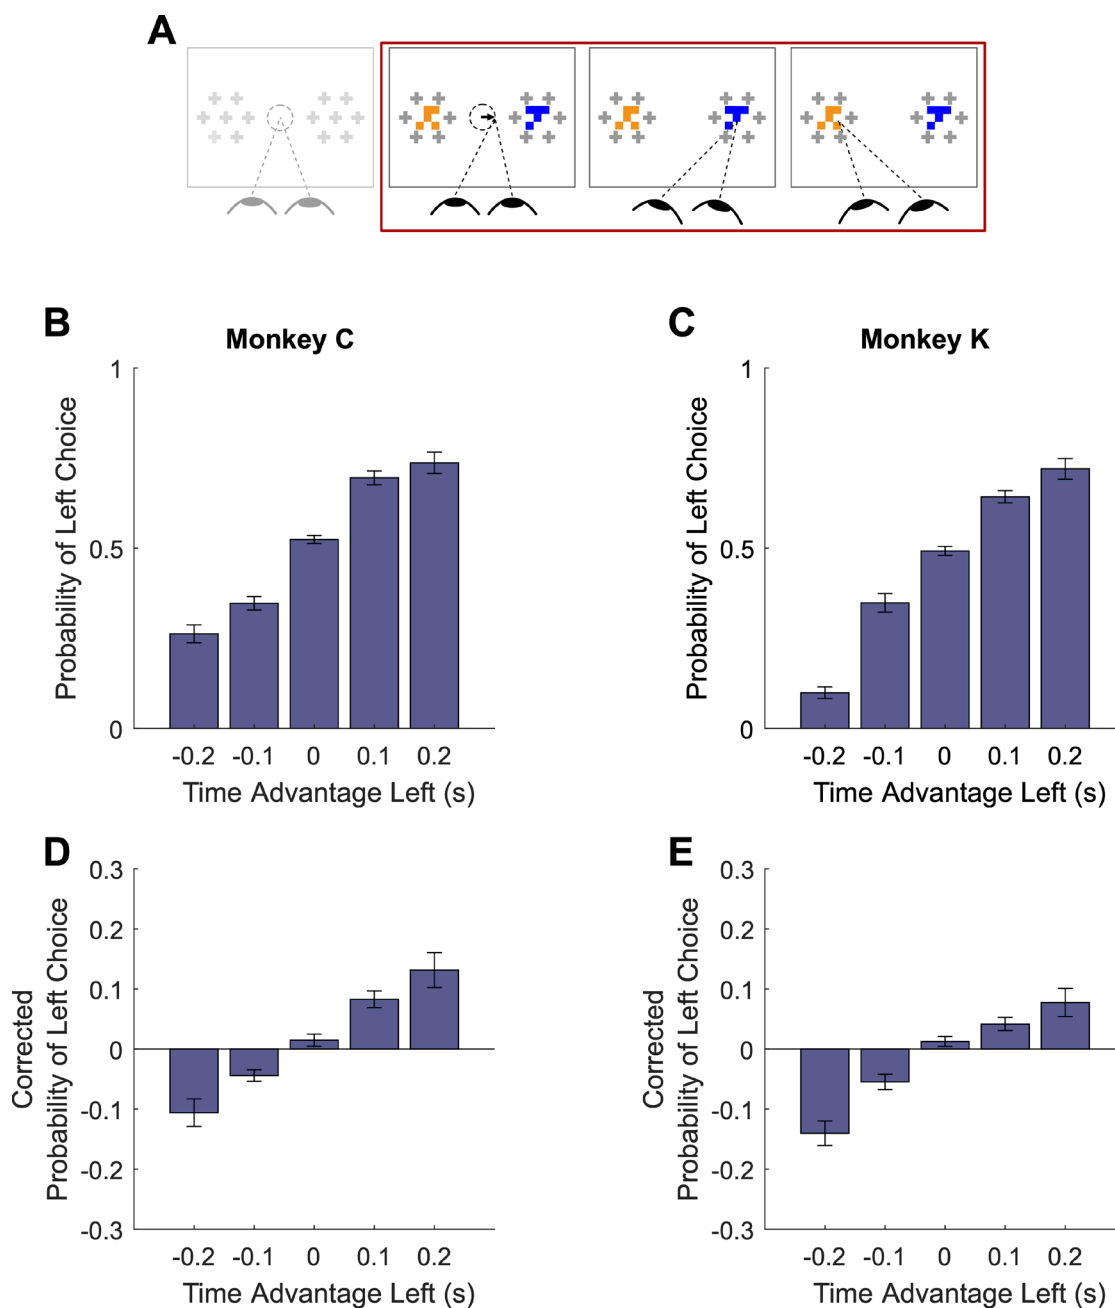 A
B
Monkey C
Probability of Left Choice
1
0.5
0
-0.2 -0.1 0 0.1 0.2
Time Advantage Left (s)
C
Monkey K
Probability of Left Choice
1
0.5
0
-0.2 -0.1 0 0.1 0.2
Time Advantage Left (s)
D
Corrected
Probability of Left Choice
0.3
0.2
0.1
0
-0.1
-0.2
-0.3
-0.2 -0.1 0 0.1 0.2
Time Advantage Left (s)
E
Corrected
Probability of Left Choice
0.3
0.2
0.1
0
-0.1
-0.2
-0.3
-0.2 -0.1 0 0.1 0.2
Time Advantage Left (s)